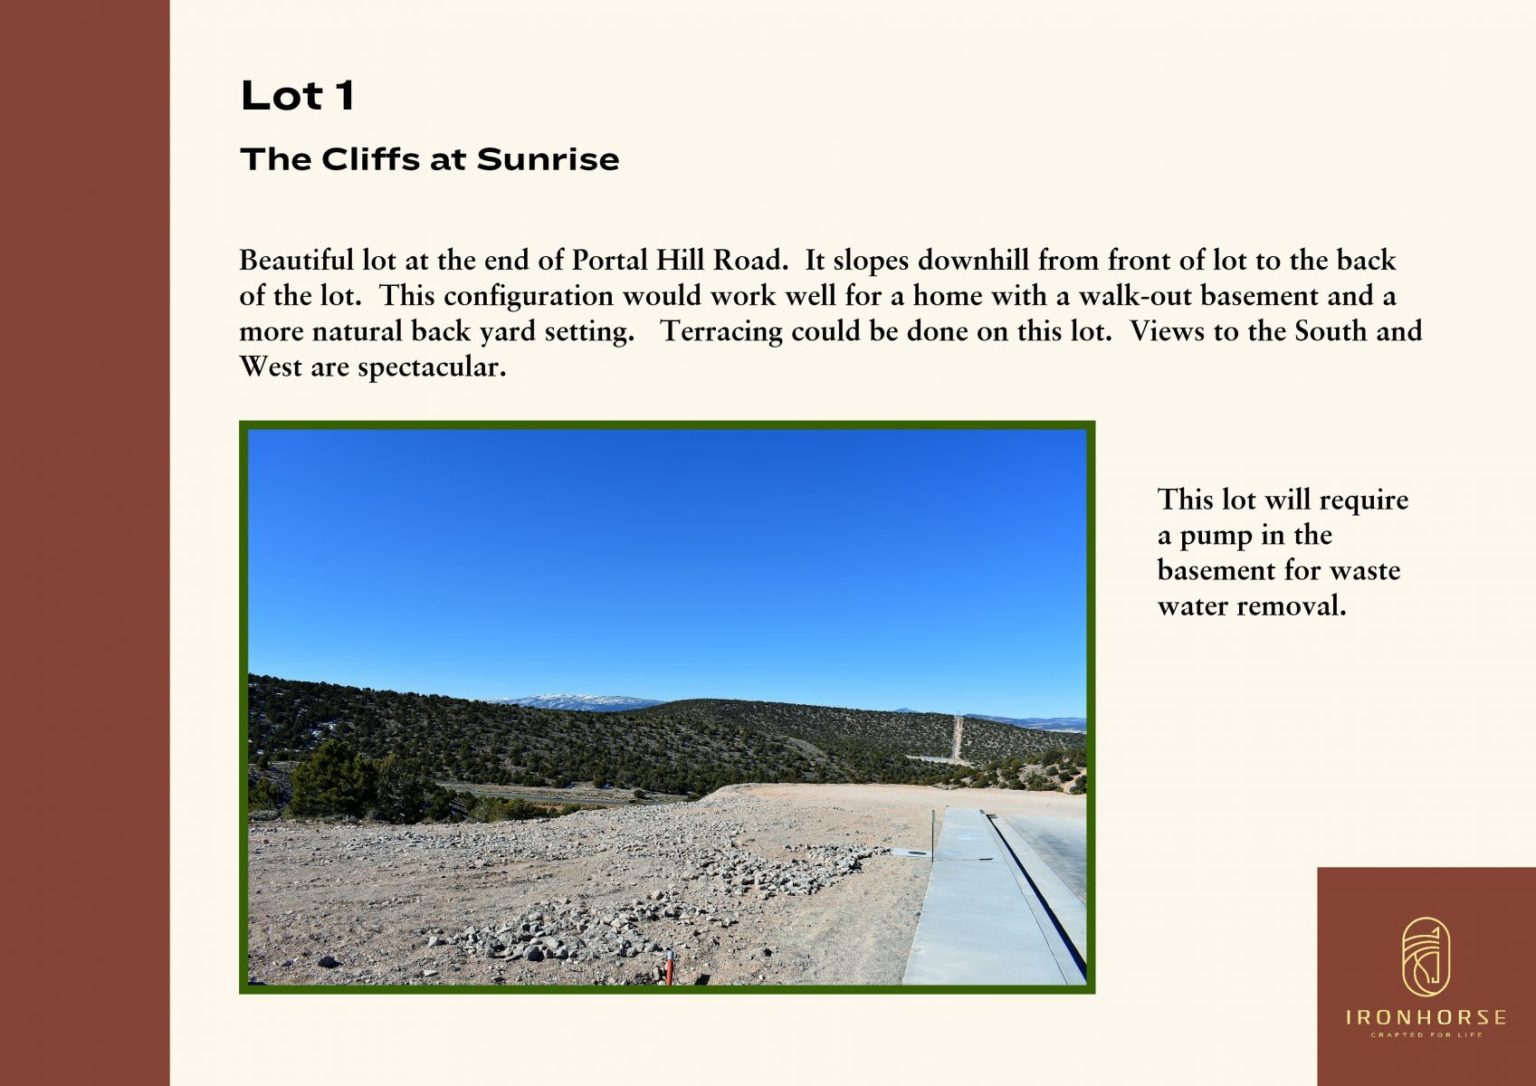 Lot 1
The Cliffs at Sunrise
Beautiful lot at the end of Portal Hill Road.  It slopes downhill from front of lot to the back
of the lot.  This configuration would work well for a home with a walk-out basement and a
more natural back yard setting.   Terracing could be done on this lot.  Views to the South and
West are spectacular.
This lot will require
a pump in the
basement for waste
water removal.
IRONHORSE
CRAFTED FOR LIFE